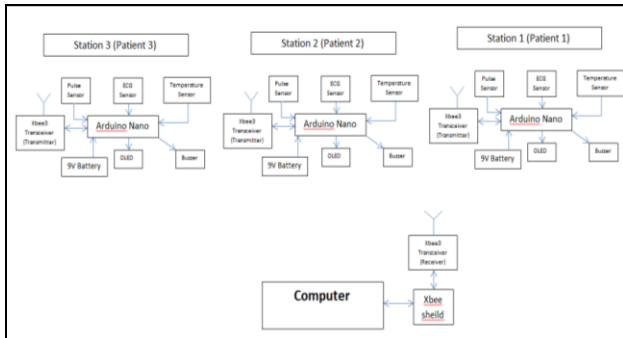 Station 3 (Patient 3)
Station 2 (Patient 2)
Station 1 (Patient 1)
Pulse
Sensor
ECG
Sensor
Temperature
Sensor
Xbee3
Transceiver
(Transmitter)
Arduino Nano
9V Battery
OLED
Buzzer
Pulse
Sensor
ECG
Sensor
Temperature
Sensor
Xbee3
Transceiver
(Transmitter)
Arduino Nano
9V Battery
OLED
Buzzer
Pulse
Sensor
ECG
Sensor
Temperature
Sensor
Xbee3
Transceiver
(Transmitter)
Arduino Nano
9V Battery
OLED
Buzzer
Xbee3
Transceiver
(Receiver)
Computer
Xbee
sheild